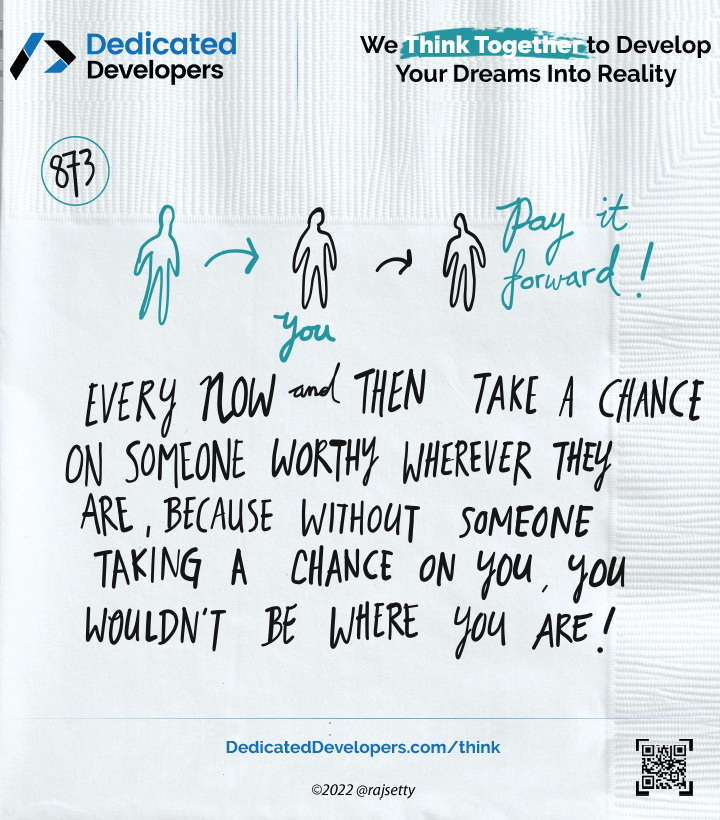 Dedicated
Developers
We Think Together to Develop
Your Dreams Into Reality
873
Pay it
forward!
You
EVERY NOW and THEN TAKE A CHANCE
ON SOMEONE WORTHY WHEREVER THEY
ARE, BECAUSE WITHOUT SOMEONE
TAKING A CHANCE ON YOU, YOU
WOULDN'T BE WHERE YOU ARE!
DedicatedDevelopers.com/think
©2022 @rajsetty